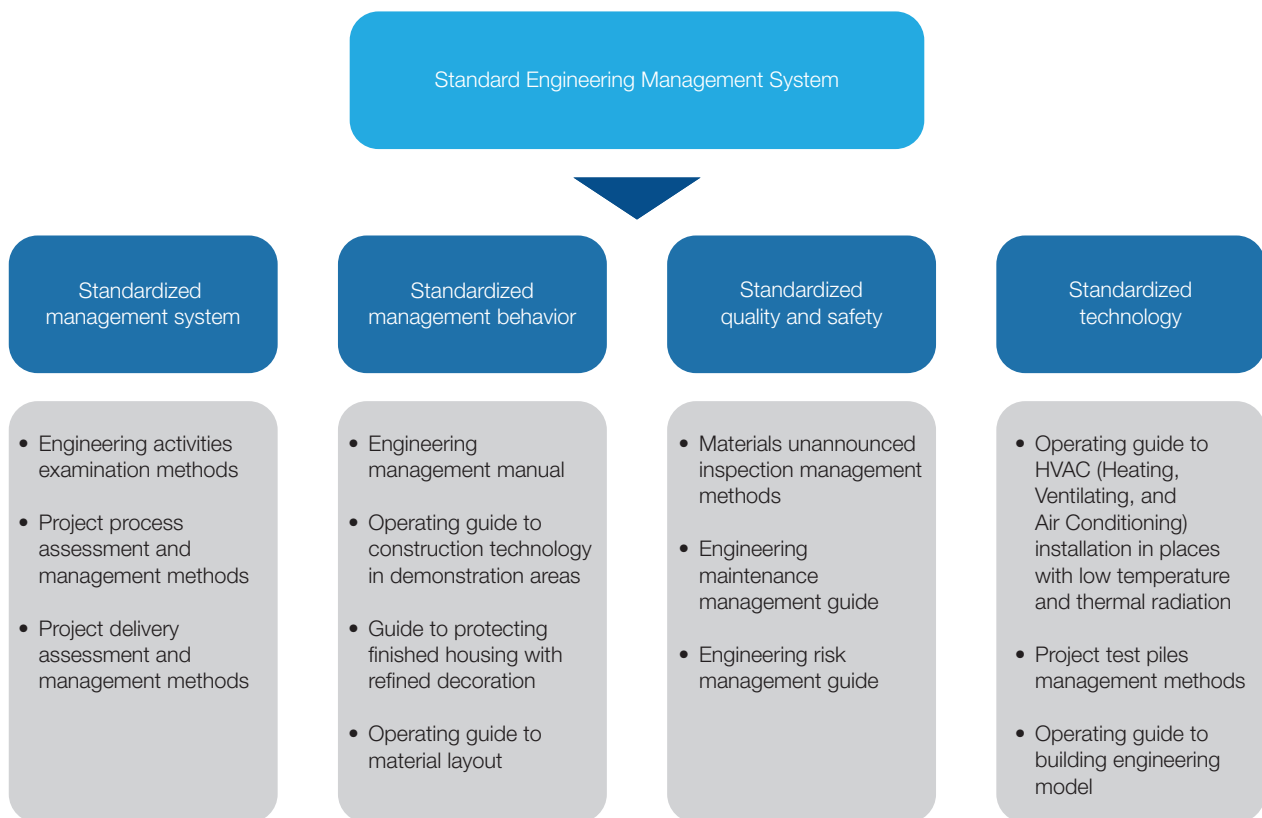 Standard Engineering Management System
Standardized
management system
Standardized
management behavior
Standardized
quality and safety
Standardized
technology
• Engineering activities
examination methods
• Project process
assessment and
management methods
• Project delivery
assessment and
management methods
• Engineering
management manual
• Operating guide to
construction technology
in demonstration areas
• Guide to protecting
finished housing with
refined decoration
• Operating guide to
material layout
• Materials unannounced
inspection management
methods
• Engineering
maintenance
management guide
• Engineering risk
management guide
• Operating guide to
HVAC (Heating,
Ventilating, and
Air Conditioning)
installation in places
with low temperature
and thermal radiation
• Project test piles
management methods
• Operating guide to
building engineering
model